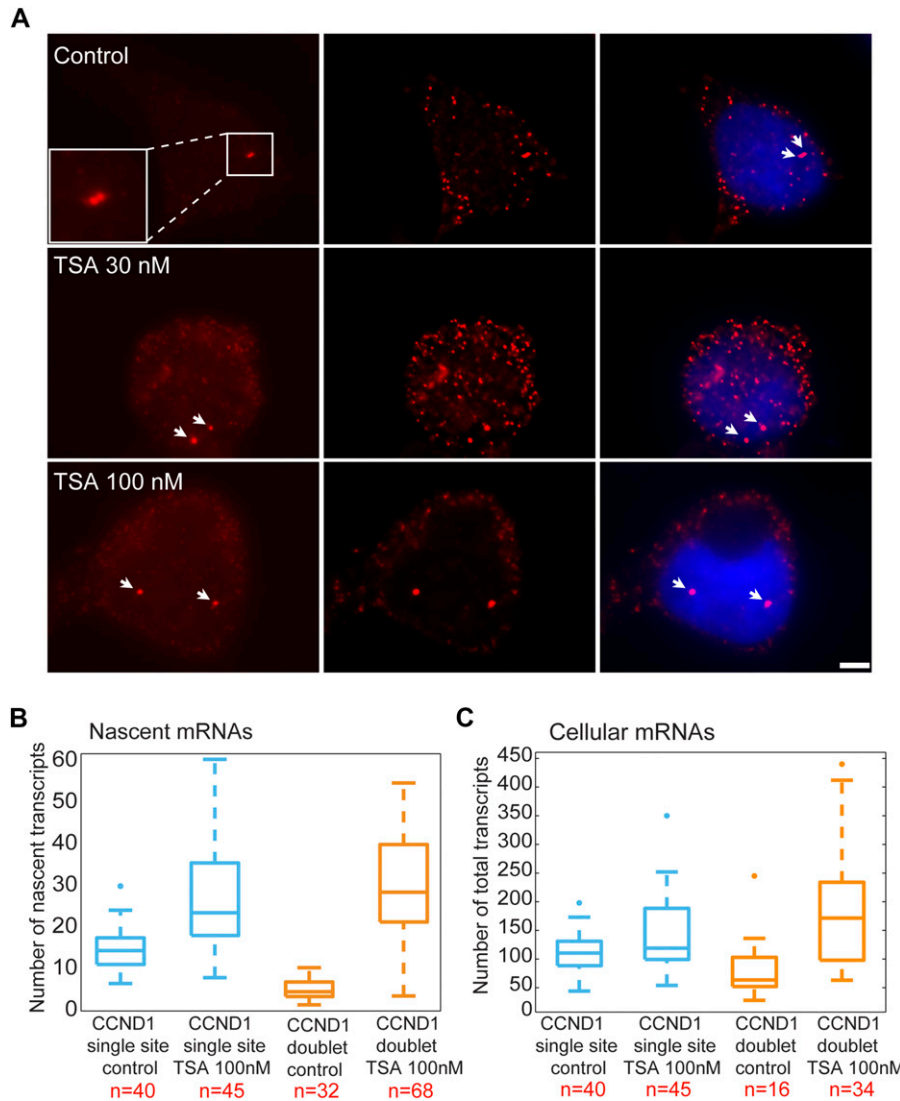 A
Control
TSA 30 nM
TSA 100 nM
B
Nascent mRNAs
Number of nascent transcripts
60
50
40
30
20
10
0
CCND1 single site control
n=40
CCND1 single site TSA 100nM
n=45
CCND1 doublet control
n=32
CCND1 doublet TSA 100nM
n=68
C
Cellular mRNAs
Number of total transcripts
450
400
350
300
250
200
150
100
50
0
CCND1 single site control
n=40
CCND1 single site TSA 100nM
n=45
CCND1 doublet control
n=16
CCND1 doublet TSA 100nM
n=34